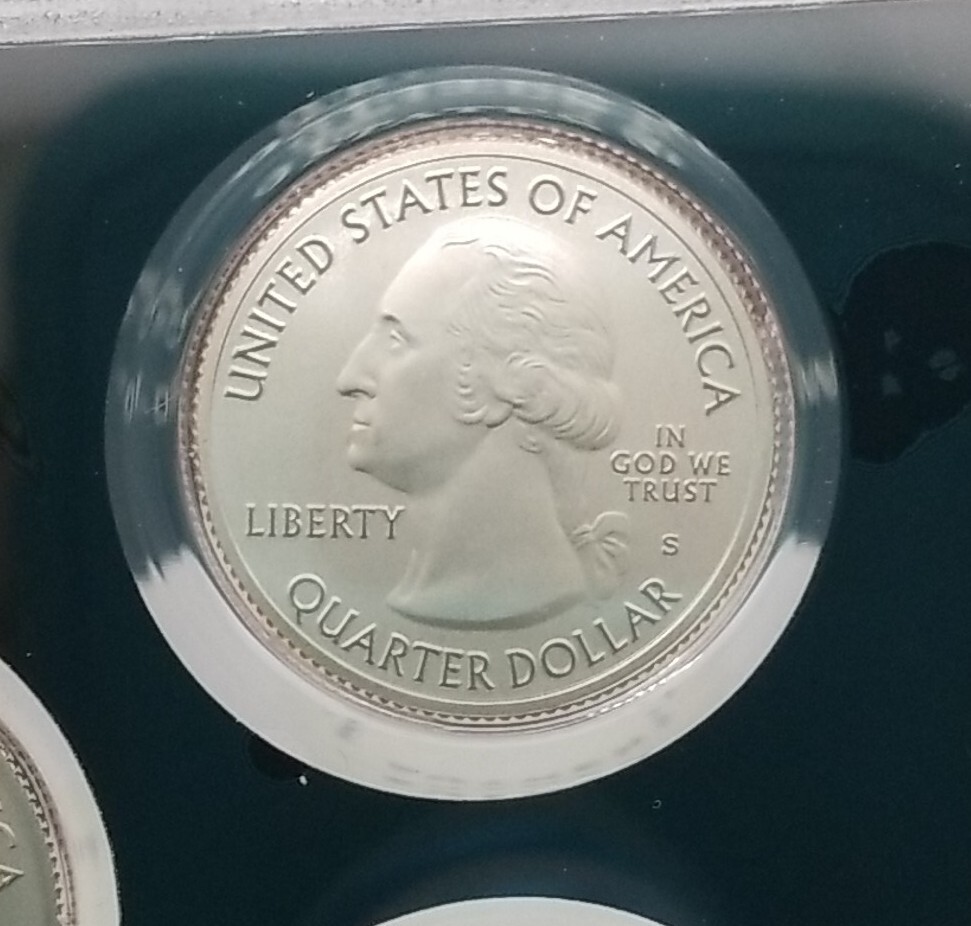 UNITED STATES OF AMERICA
IN
GOD WE
TRUST
LIBERTY
S
QUARTER DOLLAR